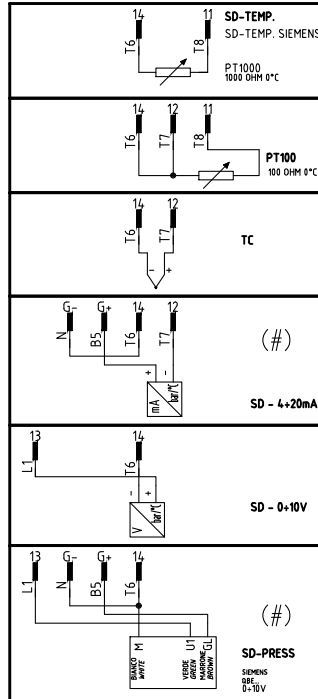 14 11
T6 T8
SD-TEMP.
SD-TEMP. SIEMENS
PT1000
1000 OHM 0°C
14 12 11
T6 T7 T8
PT100
100 OHM 0°C
14 12
T6 T7
- +
TC
G- G+ 14 12
N B5 T6 T7
(#)
+ -
mA bar/°C
SD - 4÷20mA
13 14
L1 T6
- +
V bar/°C
SD - 0÷10V
13 G- G+ 14
L1 N B5 T6
(#)
M U1 GL
BIANCO
WHITE
VERDE
GREEN
MARRONE
BROWN
SD-PRESS
SIEMENS
QBE...
0÷10V